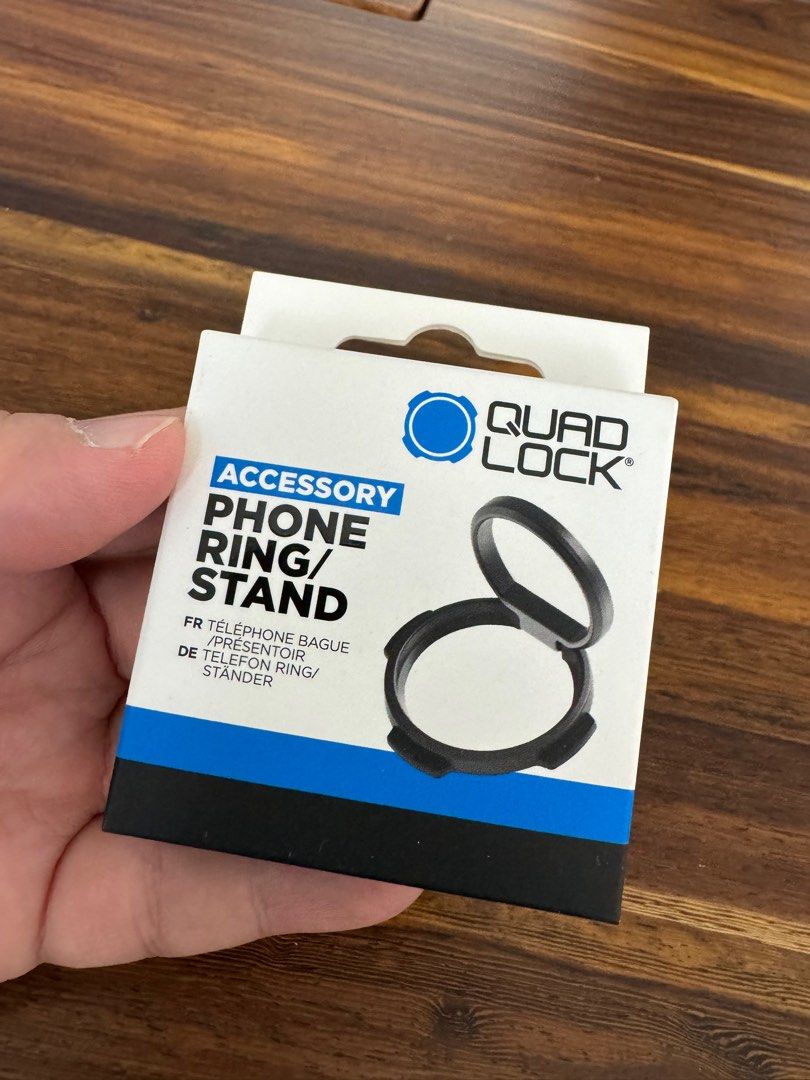 QUAD
LOCK®
ACCESSORY
PHONE
RING/
STAND
FR TÉLÉPHONE BAGUE
/PRÉSENTOIR
DE TELEFON RING/
STÄNDER